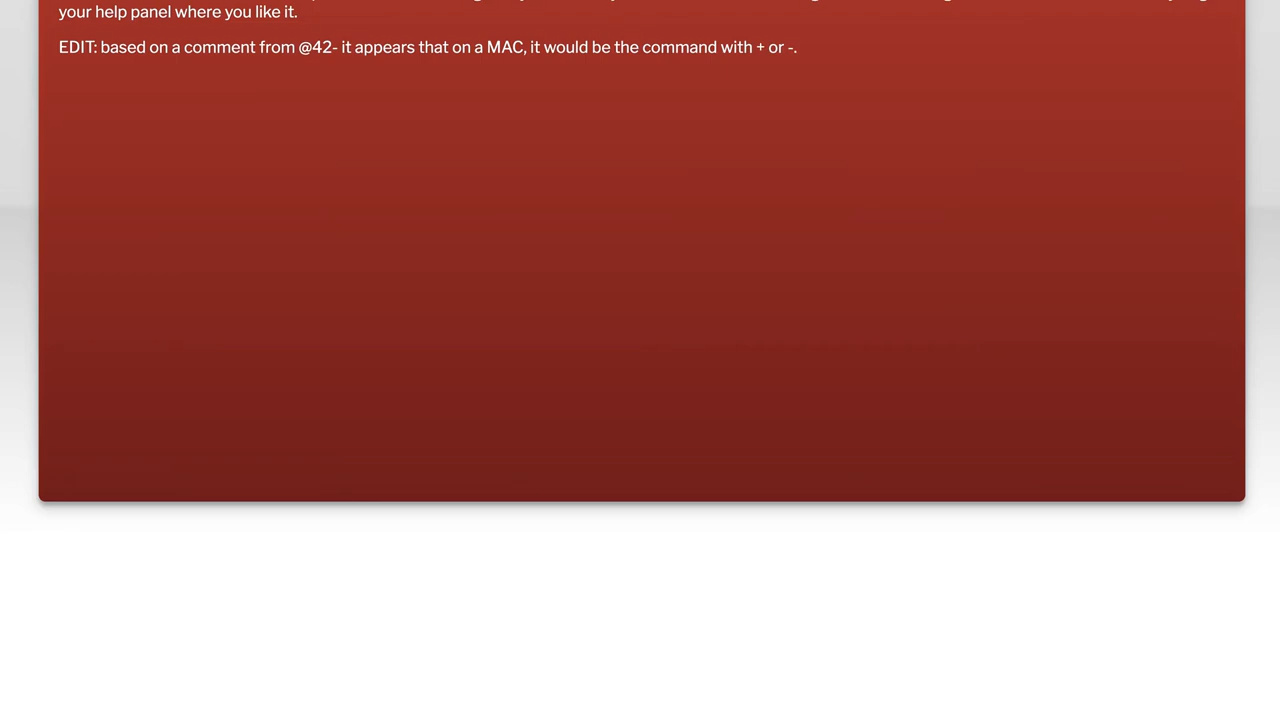 your help panel where you like it.
EDIT: based on a comment from @42- it appears that on a MAC, it would be the command with + or -.